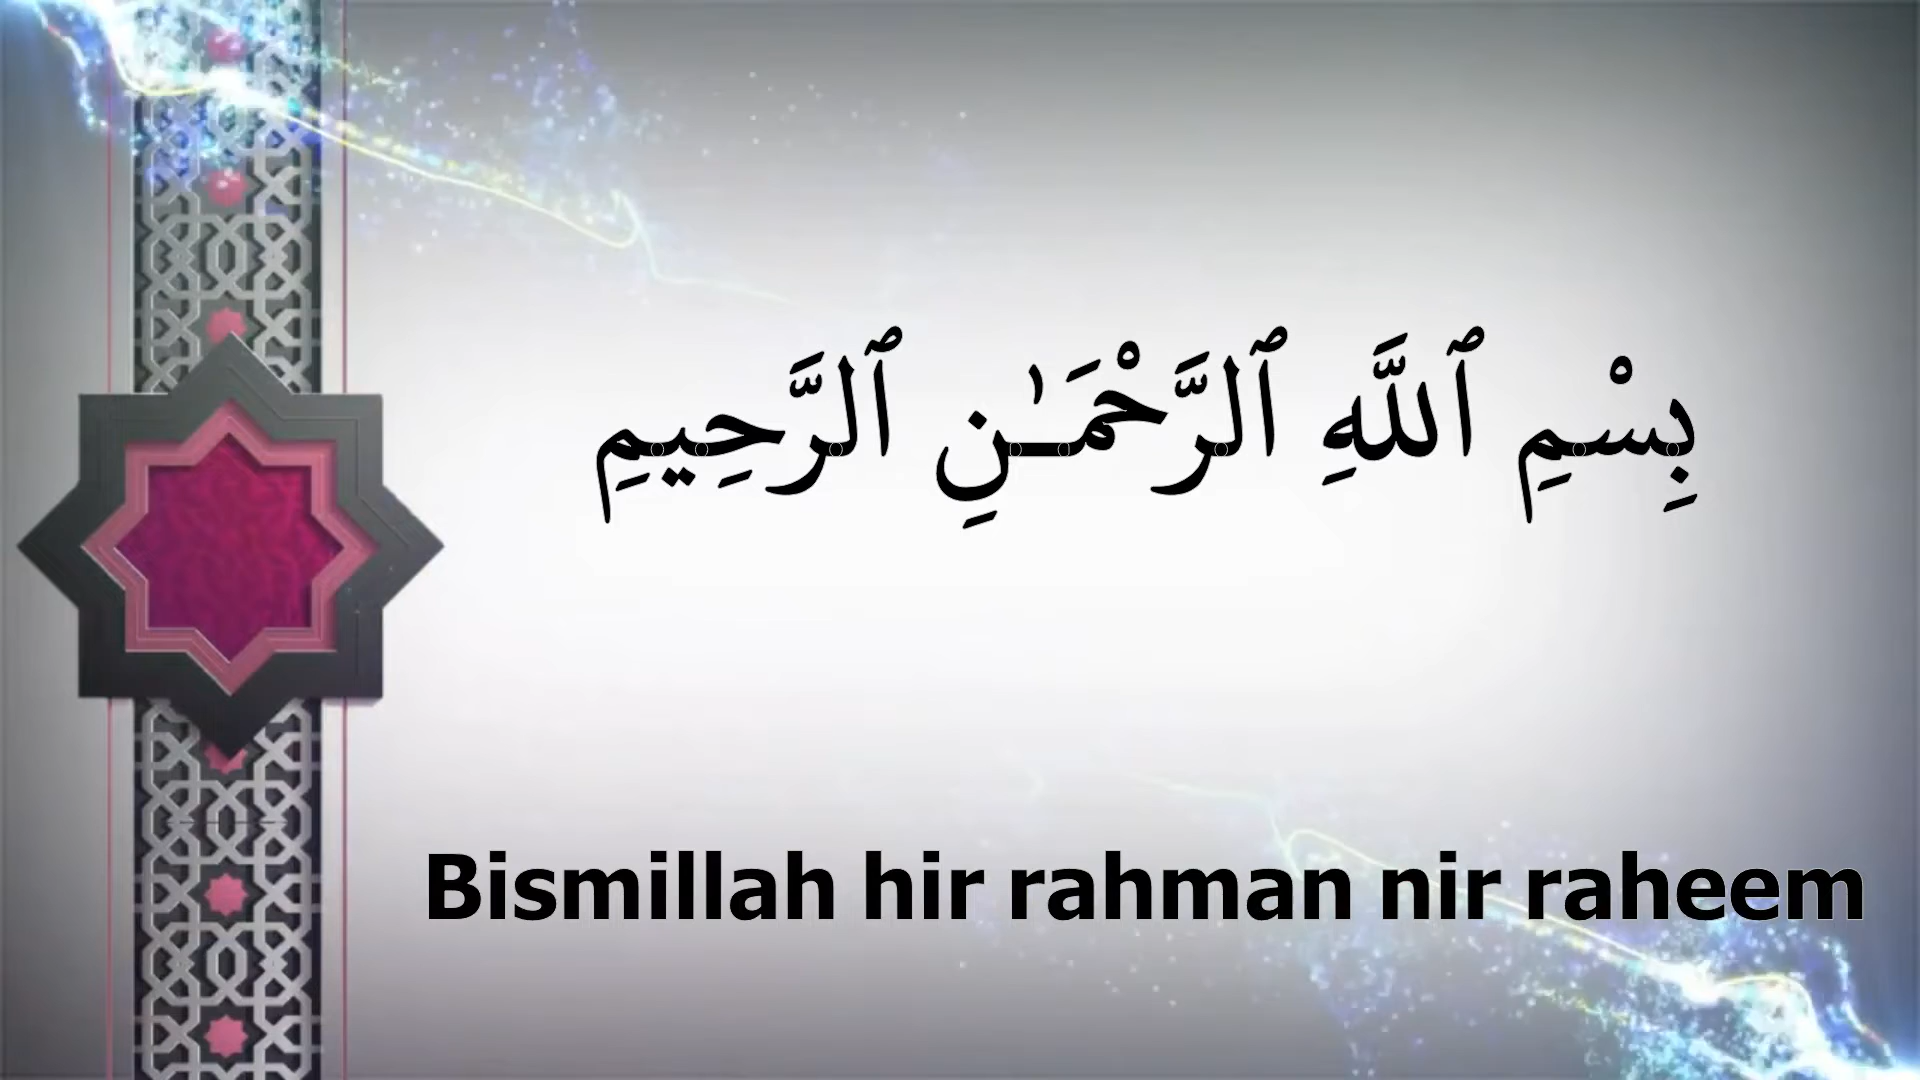 بِسْمِ ٱللَّهِ ٱلرَّحْمَـٰنِ ٱلرَّحِيمِ
Bismillah hir rahman nir raheem